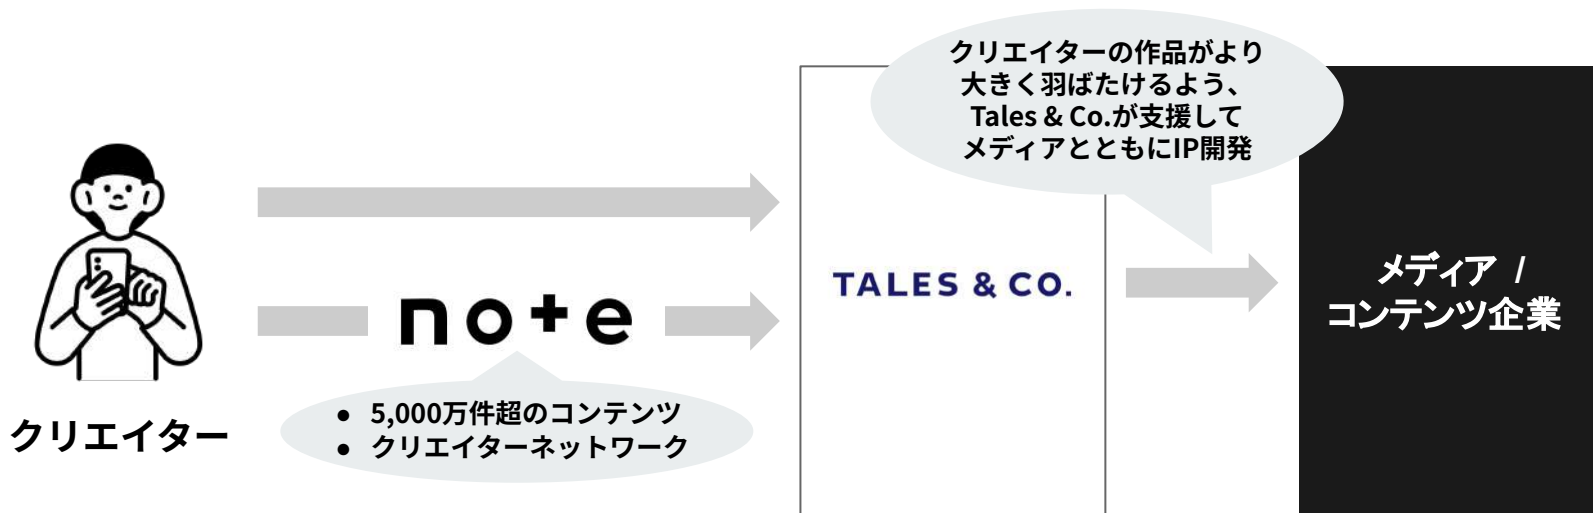 クリエイターの作品がより
大きく羽ばたけるよう、
Tales & Co.が支援して
メディアとともにIP開発
TALES & CO.
メディア /
コンテンツ企業
note
● 5,000万件超のコンテンツ
● クリエイターネットワーク
クリエイター